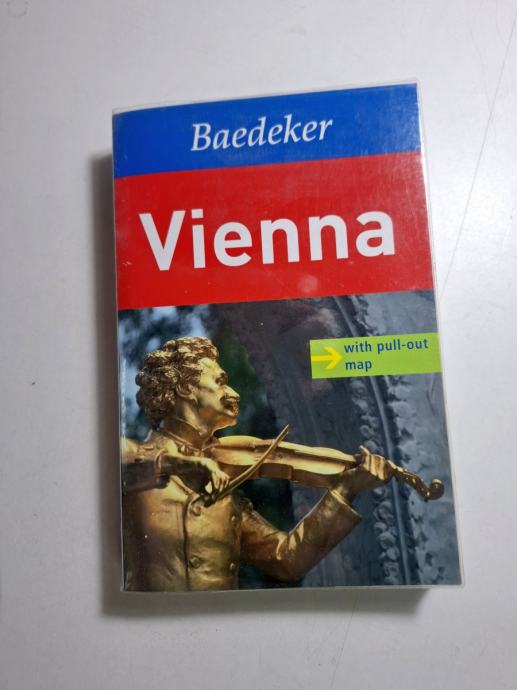 Baedeker
Vienna
with pull-out
map